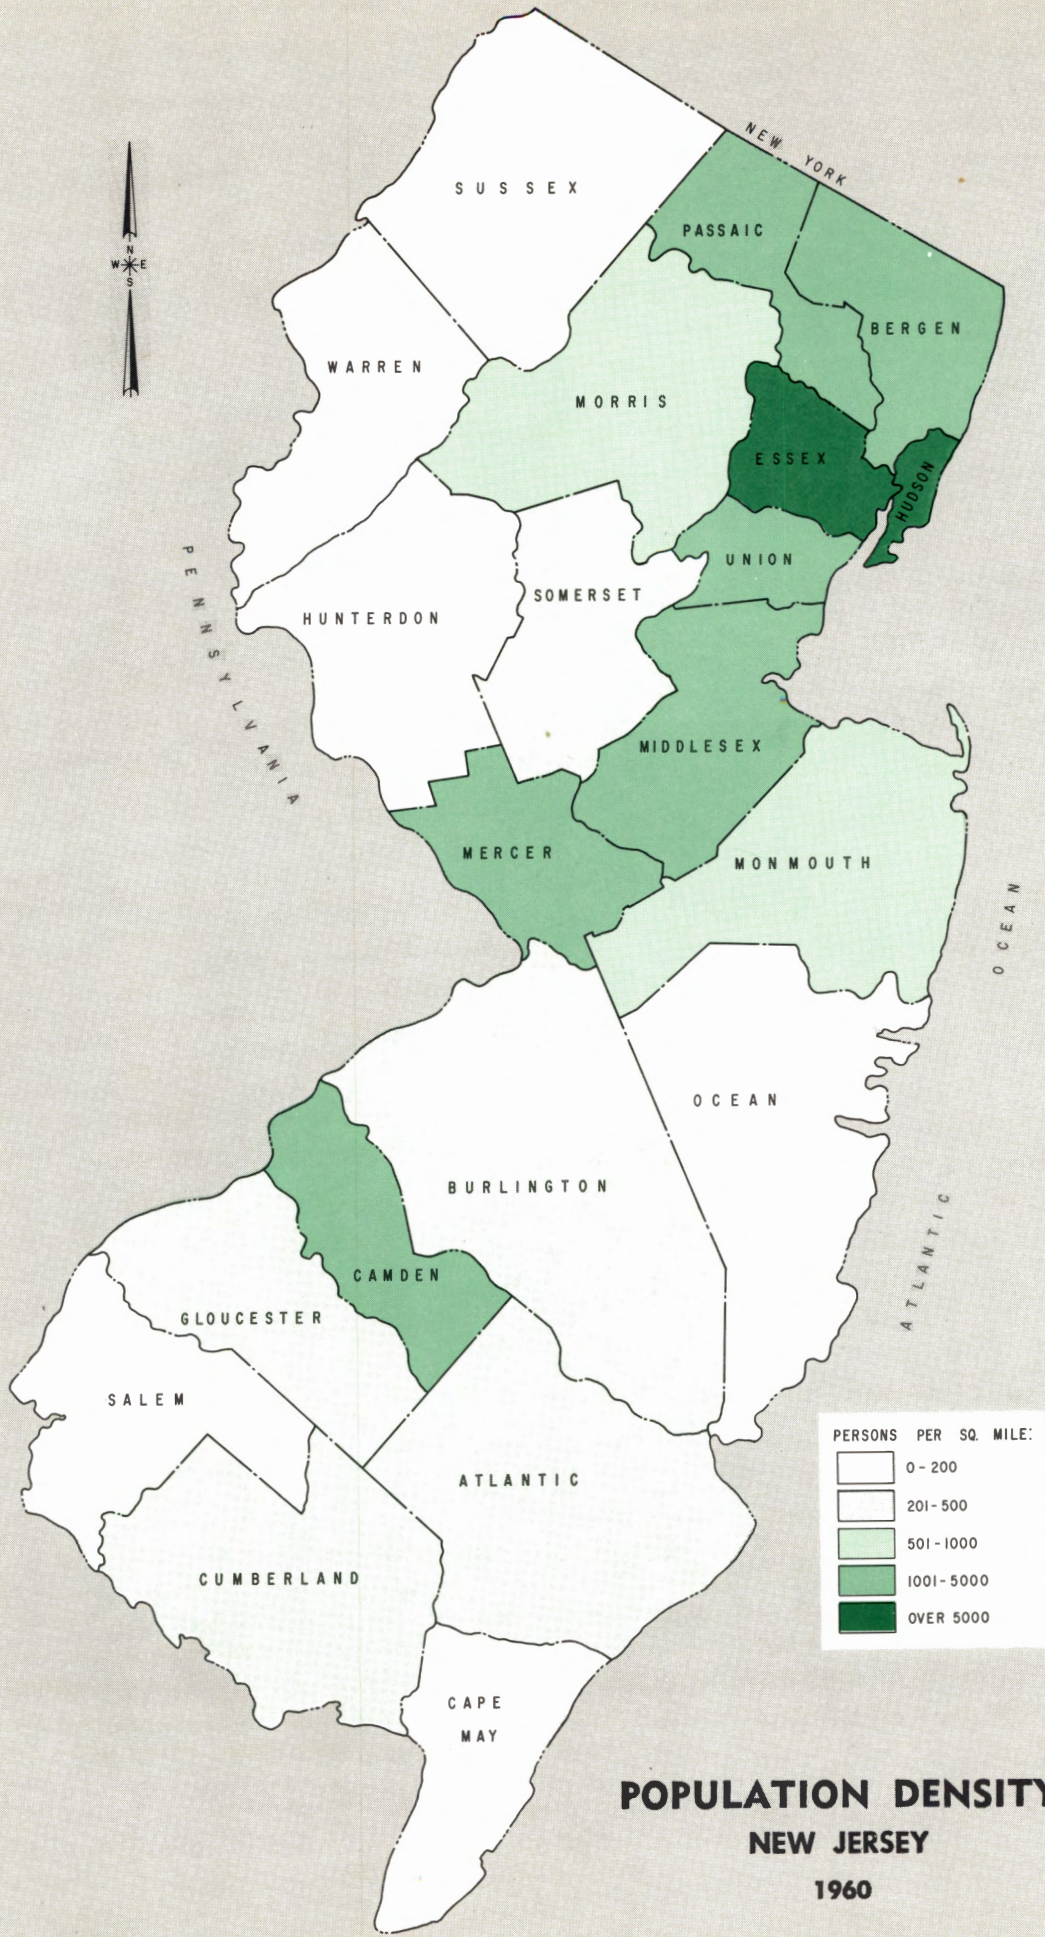 NEW YORK
SUSSEX
PASSAIC
N
W E
S
BERGEN
WARREN
MORRIS
ESSEX
HUDSON
UNION
PENNSYLVANIA
SOMERSET
HUNTERDON
MIDDLESEX
MERCER
MONMOUTH
OCEAN
OCEAN
BURLINGTON
ATLANTIC
CAMDEN
GLOUCESTER
SALEM
PERSONS PER SQ. MILE:
0-200
201-500
501-1000
1001-5000
OVER 5000
ATLANTIC
CUMBERLAND
CAPE
MAY
POPULATION DENSITY
NEW JERSEY
1960